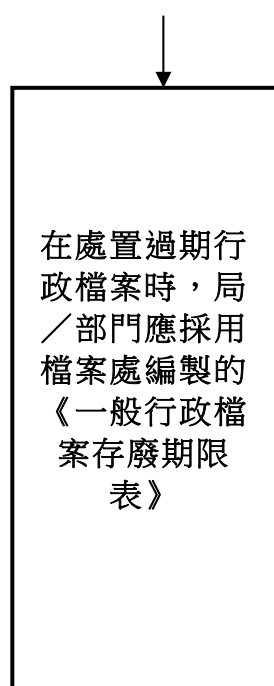 在處置過期行
政檔案時，局
／部門應採用
檔案處編製的
《一般行政檔
案存廢期限
表》